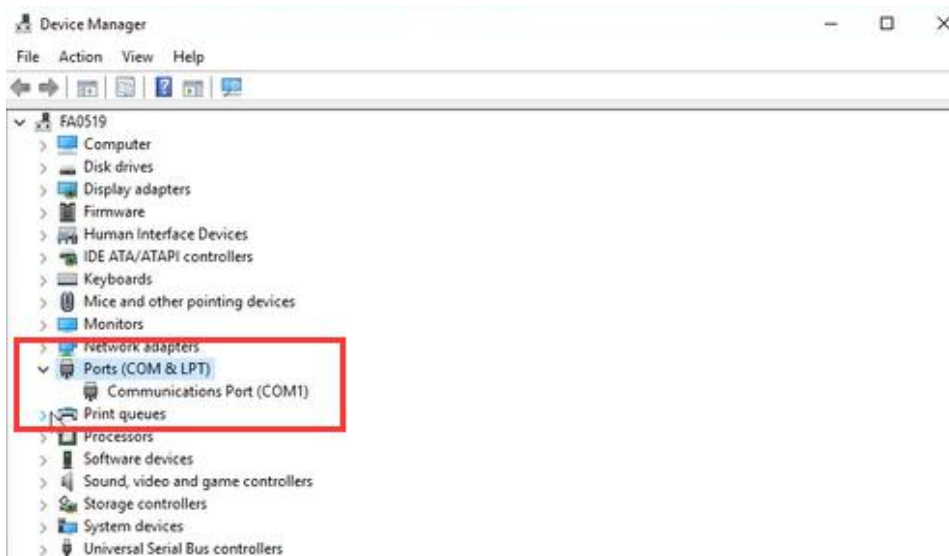 Device Manager
File Action View Help
FA0519
Computer
Disk drives
Display adapters
Firmware
Human Interface Devices
IDE ATA/ATAPI controllers
Keyboards
Mice and other pointing devices
Monitors
Network adapters
Ports (COM & LPT)
Communications Port (COM1)
Print queues
Processors
Software devices
Sound, video and game controllers
Storage controllers
System devices
Universal Serial Bus controllers